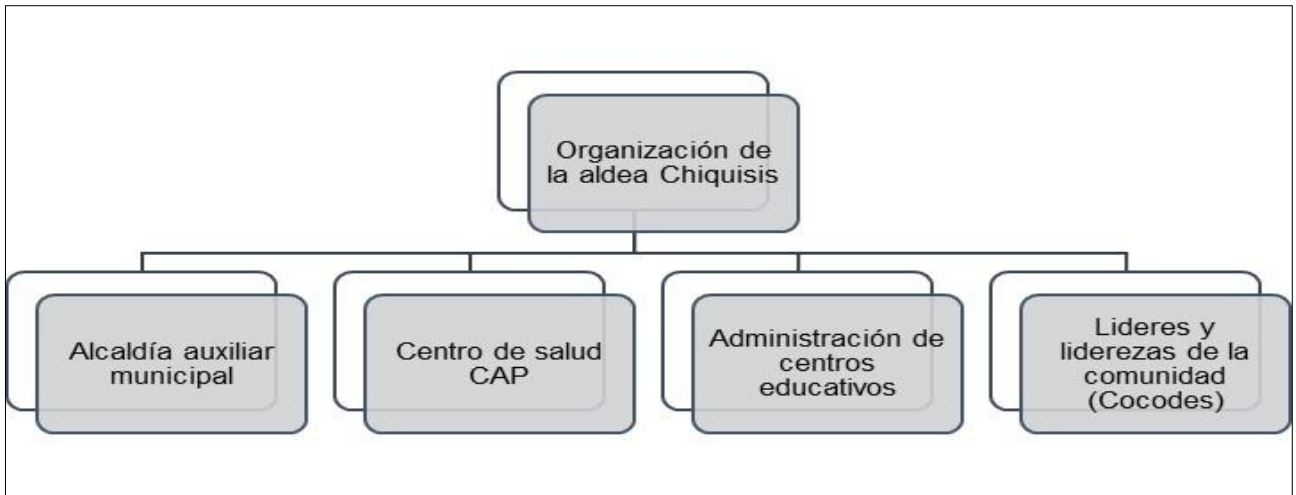 Organización de
la aldea Chiquisis
Alcaldía auxiliar
municipal
Centro de salud
CAP
Administración de
centros
educativos
Lideres y
liderezas de la
comunidad
(Cocodes)